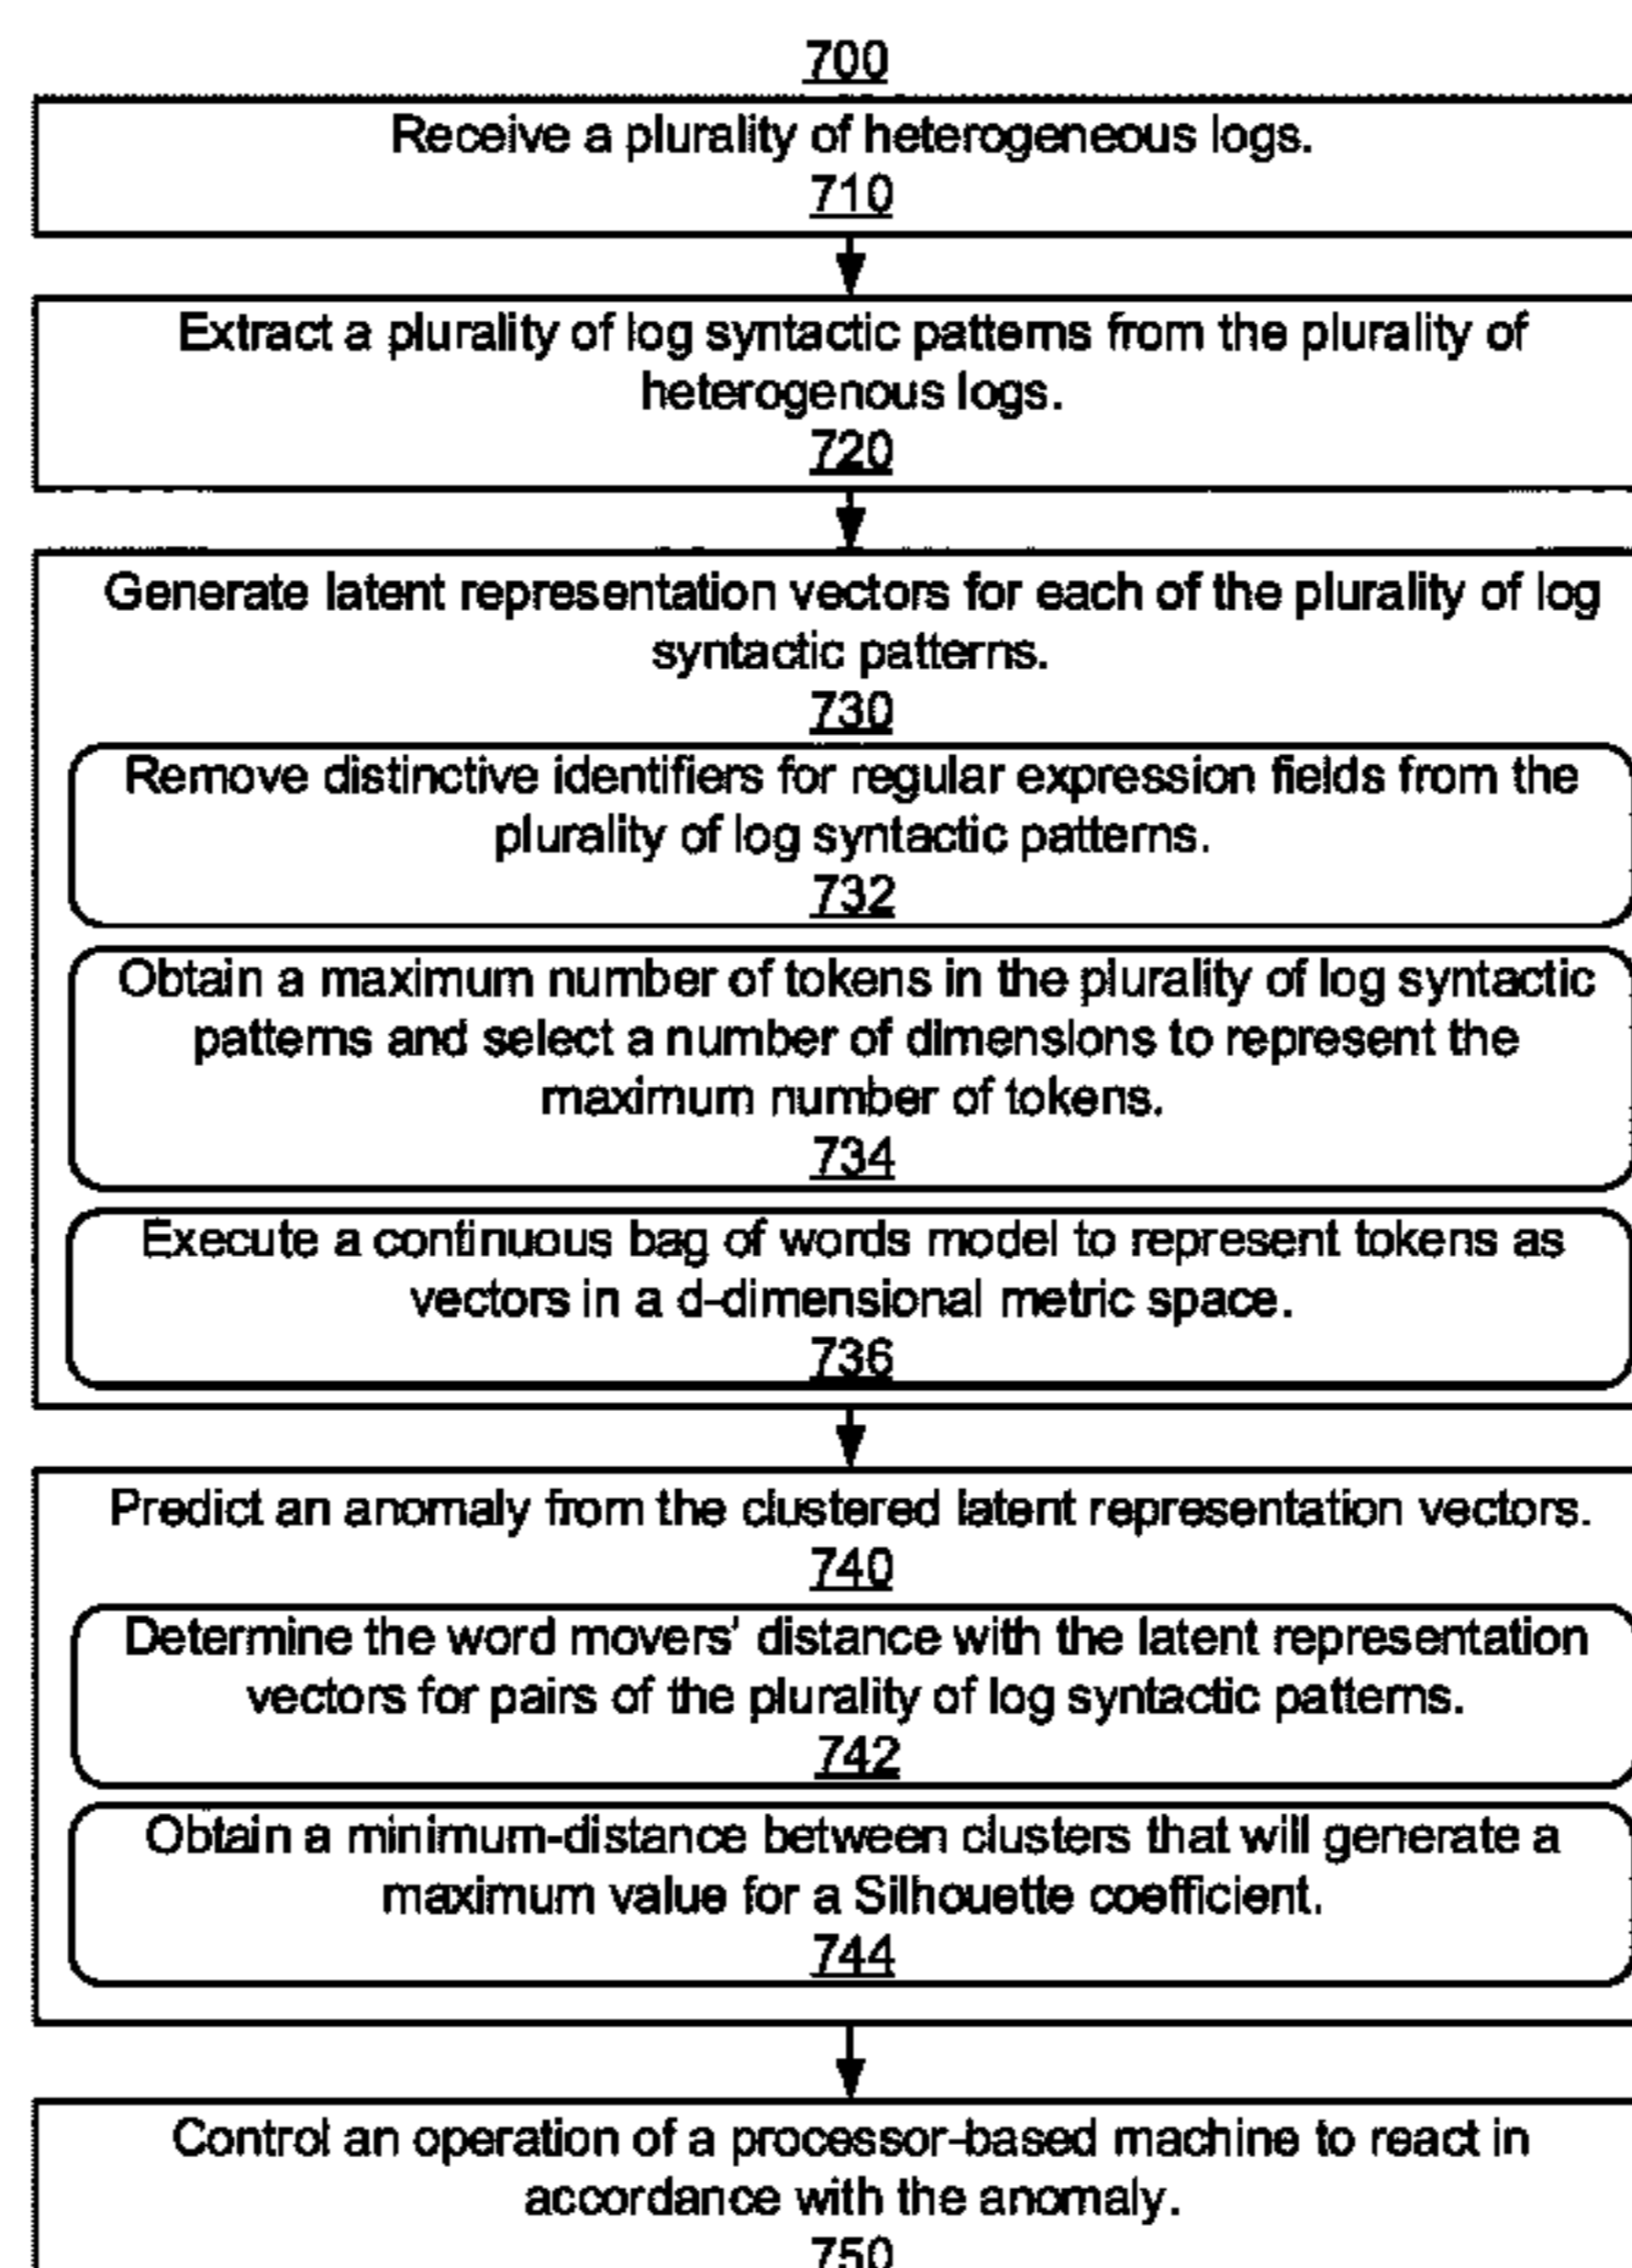 700
Receive a plurality of heterogeneous logs.
710
Extract a plurality of log syntactic patterns from the plurality of
heterogenous logs.
720
Generate latent representation vectors for each of the plurality of log
syntactic patterns.
730
Remove distinctive identifiers for regular expression fields from the
plurality of log syntactic patterns.
732
Obtain a maximum number of tokens in the plurality of log syntactic
patterns and select a number of dimensions to represent the
maximum number of tokens.
734
Execute a continuous bag of words model to represent tokens as
vectors in a d-dimensional metric space.
736
Predict an anomaly from the clustered latent representation vectors.
740
Determine the word movers' distance with the latent representation
vectors for pairs of the plurality of log syntactic patterns.
742
Obtain a minimum-distance between clusters that will generate a
maximum value for a Silhouette coefficient.
744
Control an operation of a processor-based machine to react in
accordance with the anomaly.
750